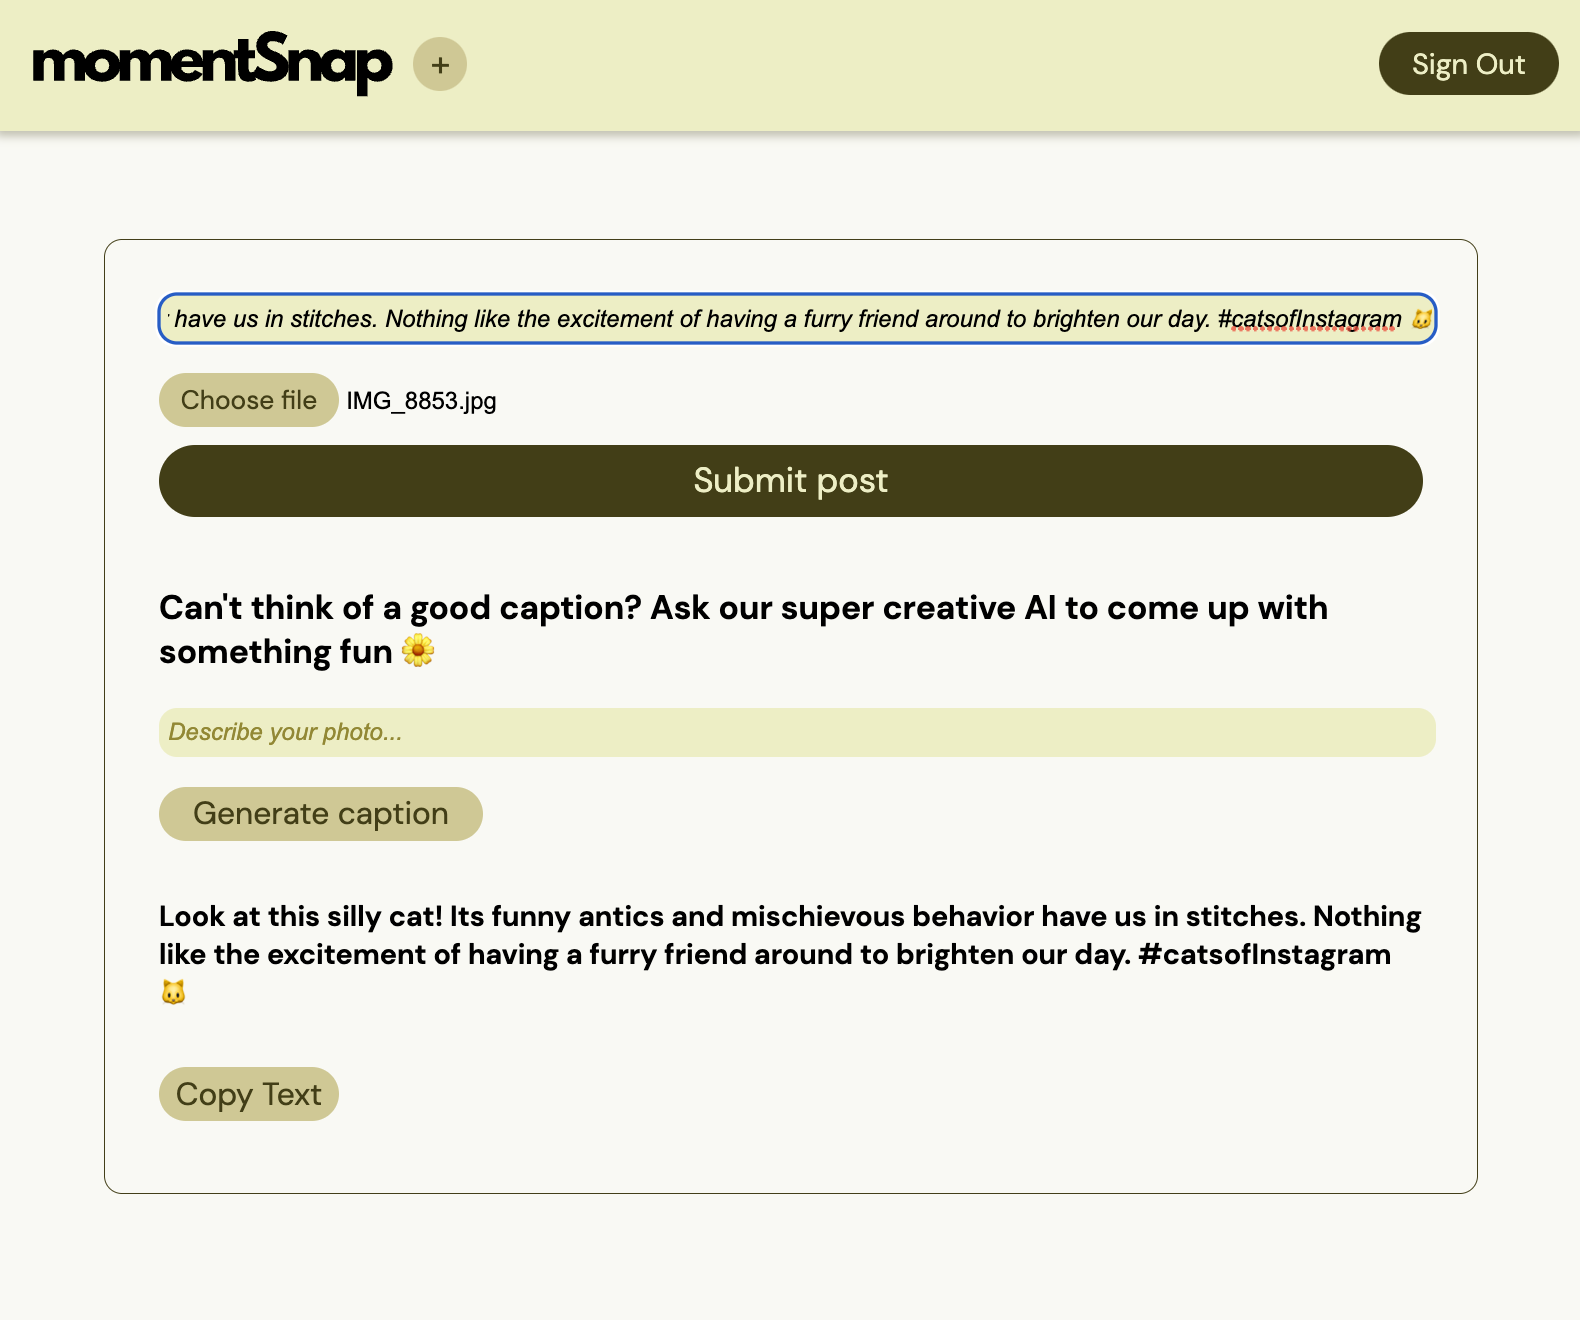 momentSnap +
Sign Out
have us in stitches. Nothing like the excitement of having a furry friend around to brighten our day. #catsofInstagram 🐱
Choose file IMG_8853.jpg
Submit post
Can't think of a good caption? Ask our super creative AI to come up with
something fun 🌼
Describe your photo...
Generate caption
Look at this silly cat! Its funny antics and mischievous behavior have us in stitches. Nothing
like the excitement of having a furry friend around to brighten our day. #catsofInstagram
🐱
Copy Text